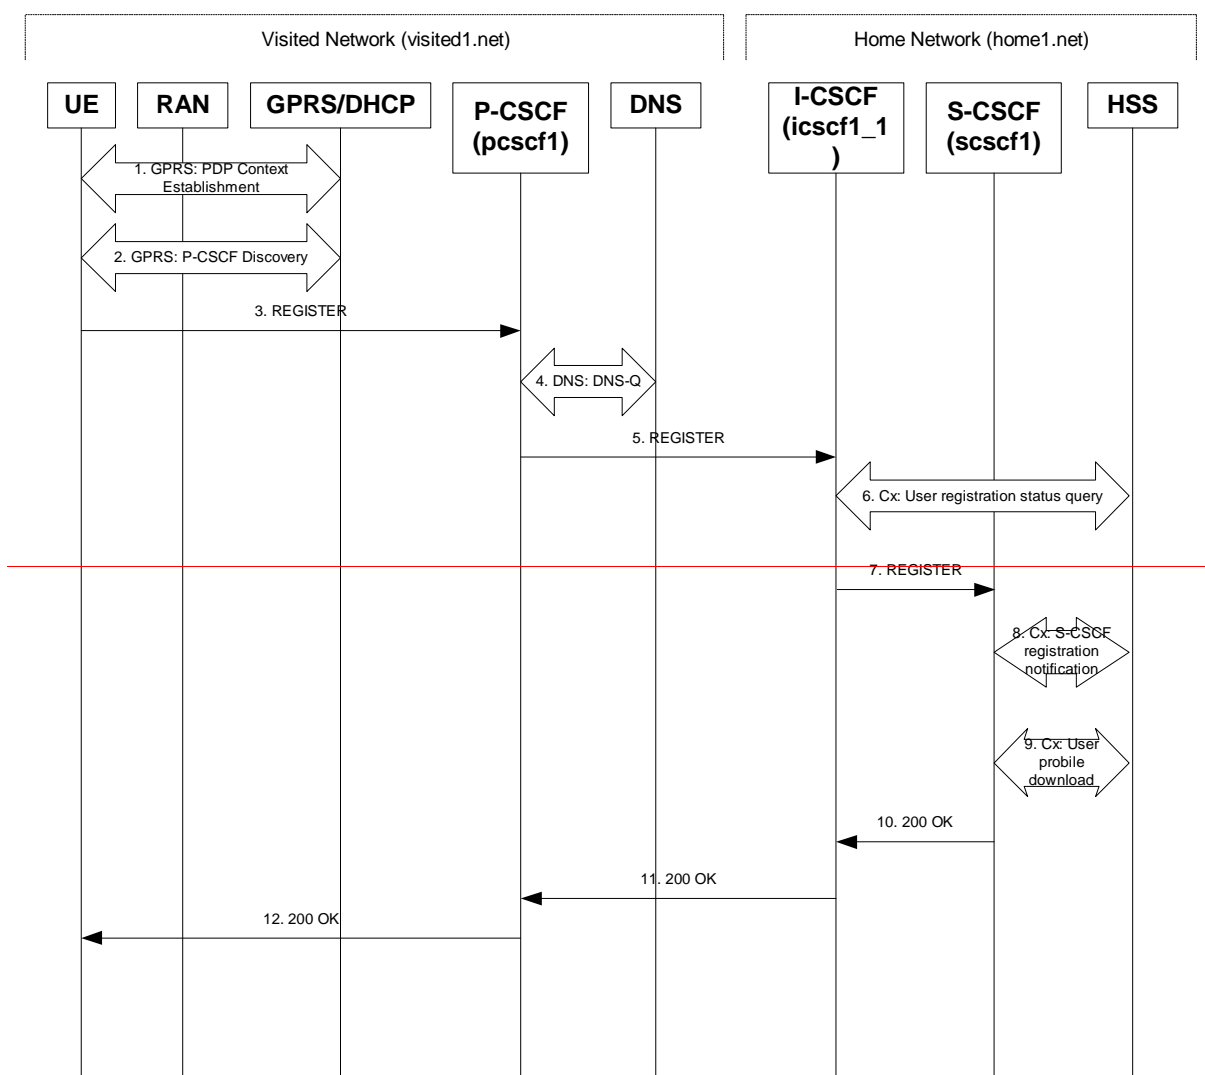 Visited Network (visited1.net)
Home Network (home1.net)
UE
RAN
GPRS/DHCP
P-CSCF
(pcscf1)
DNS
I-CSCF
(icscf1_1
)
S-CSCF
(scscf1)
HSS
1. GPRS: PDP Context
Establishment
2. GPRS: P-CSCF Discovery
3. REGISTER
4. DNS: DNS-Q
5. REGISTER
6. Cx: User registration status query
7. REGISTER
8. Cx: S-CSCF
registration
notification
9. Cx: User
probile
download
10. 200 OK
11. 200 OK
12. 200 OK